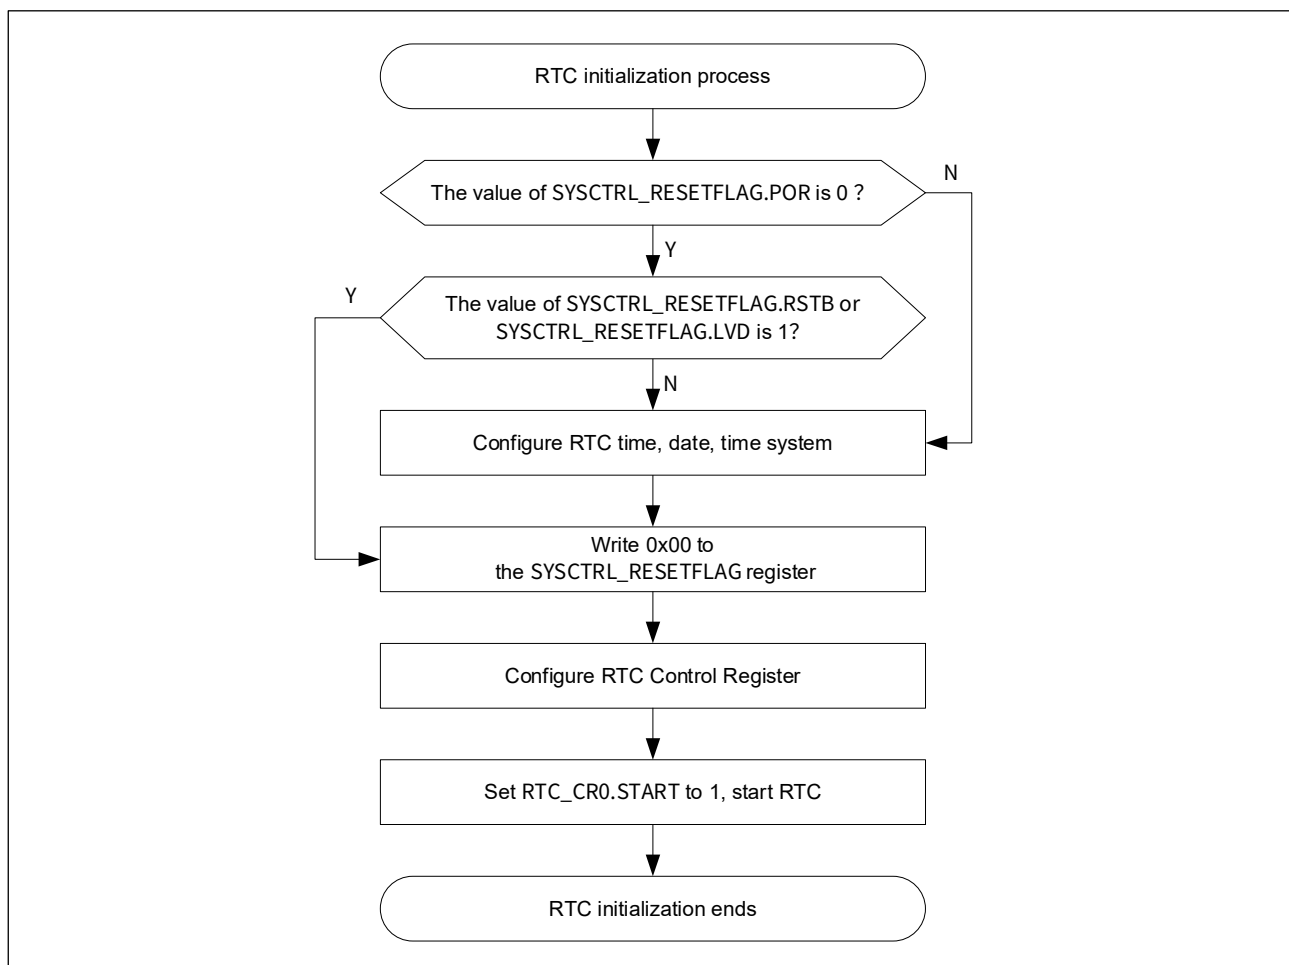 RTC initialization process
The value of SYSCTRL_RESETFLAG.POR is 0 ?
N
Y
Y
The value of SYSCTRL_RESETFLAG.RSTB or
SYSCTRL_RESETFLAG.LVD is 1?
N
Configure RTC time, date, time system
Write 0x00 to
the SYSCTRL_RESETFLAG register
Configure RTC Control Register
Set RTC_CR0.START to 1, start RTC
RTC initialization ends